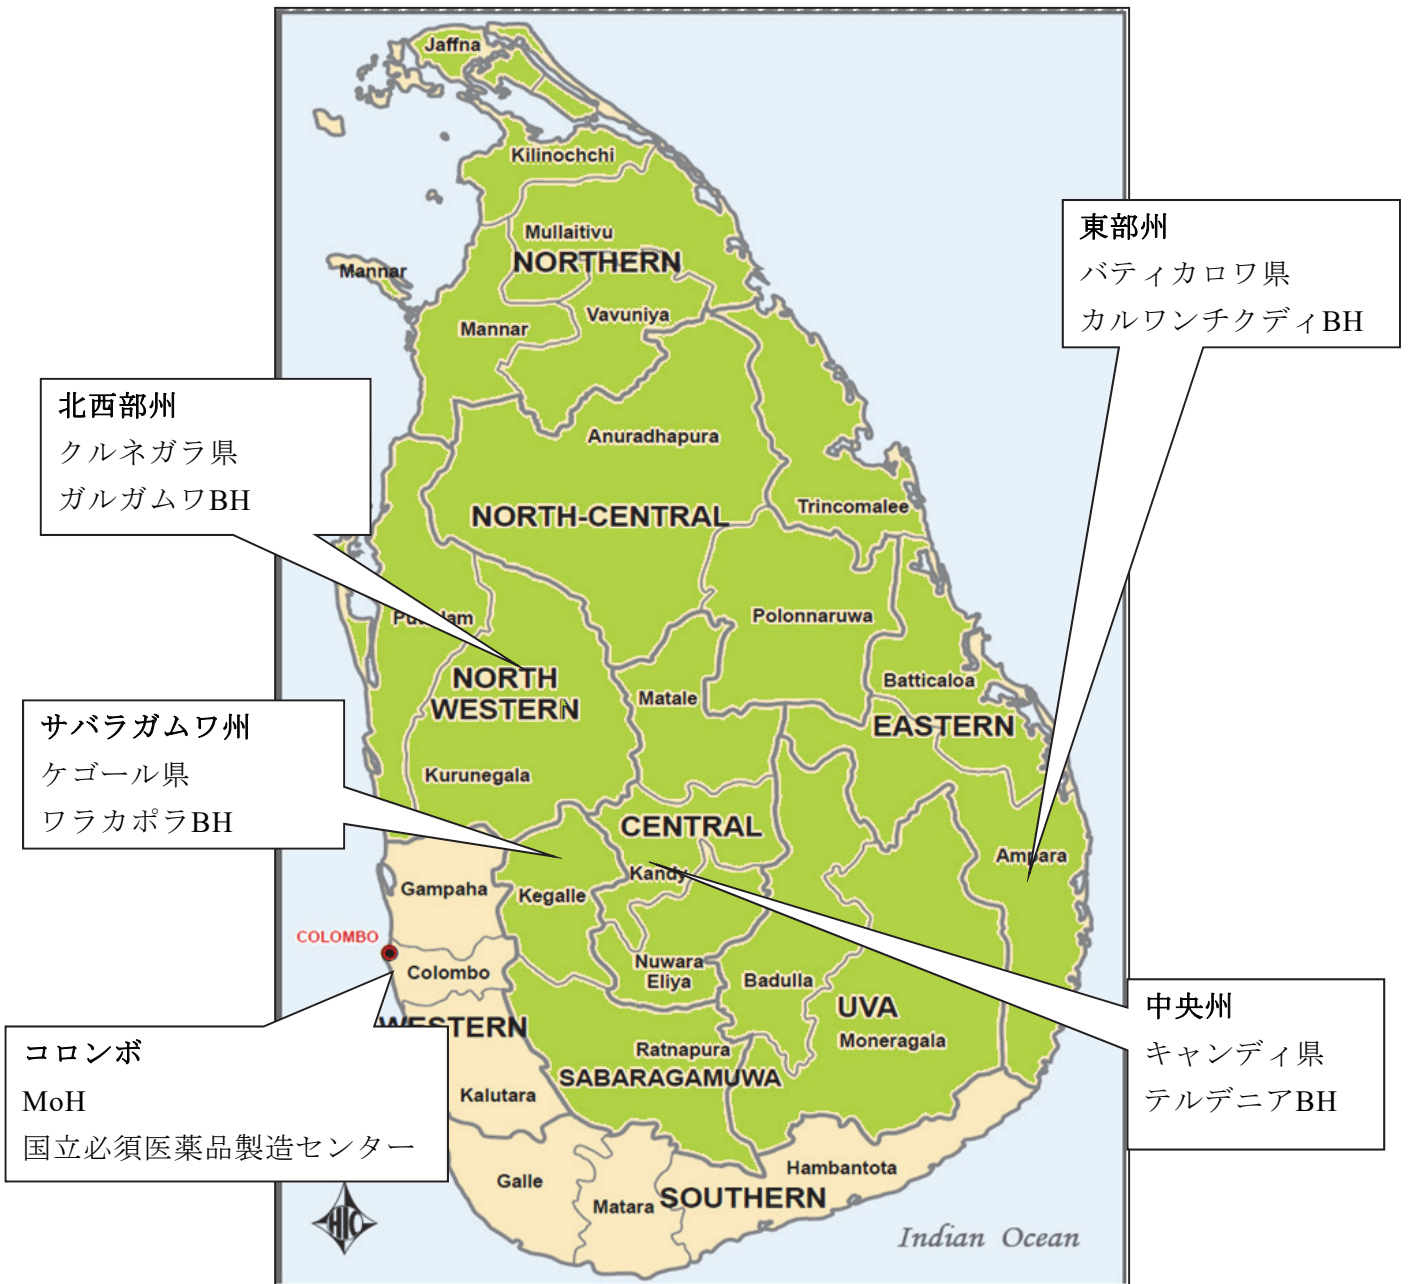 Jaffna
Kilinochchi
Mullaitivu
NORTHERN
Mannar
Vavuniya
Mannar
東部州
バティカロワ県
カルワンチクディBH
北西部州
クルネガラ県
ガルガムワBH
Anuradhapura
NORTH-CENTRAL
Trincomalee
Polonnaruwa
NORTH
WESTERN
Matale
Batticaloa
EASTERN
サバラガムワ州
ケゴール県
ワラカポラBH
Kurunegala
CENTRAL
Kandy
Ampara
Gampaha
Kegalle
COLOMBO
Colombo
Nuwara
Eliya
Badulla
UVA
Moneragala
中央州
キャンディ県
テルデニアBH
WESTERN
コロンボ
MoH
国立必須医薬品製造センター
Ratnapura
SABARAGAMUWA
Kalutara
Galle
Matara
SOUTHERN
Hambantota
HIC
Indian Ocean